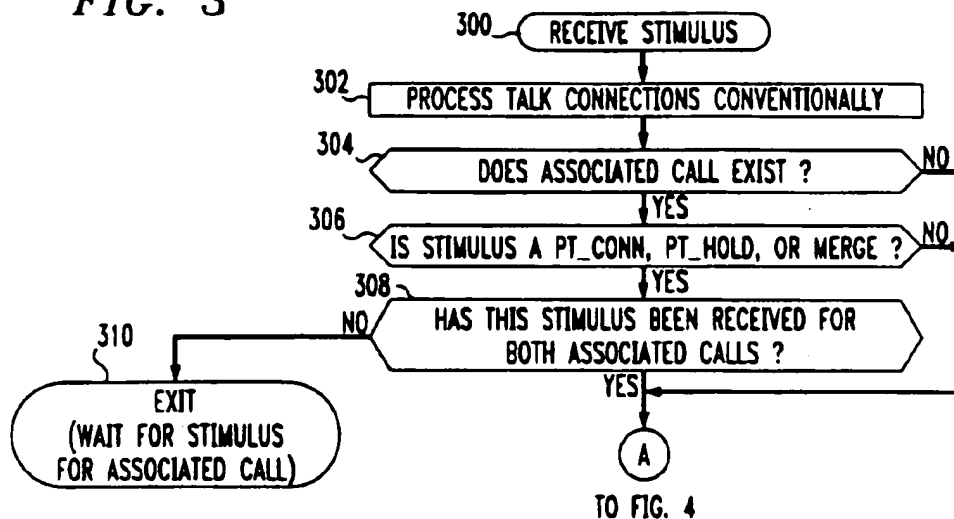 FIG. 3
300 RECEIVE STIMULUS
302 PROCESS TALK CONNECTIONS CONVENTIONALLY
304 DOES ASSOCIATED CALL EXIST ? NO
YES
306 IS STIMULUS A PT_CONN, PT_HOLD, OR MERGE ? NO
YES
308 HAS THIS STIMULUS BEEN RECEIVED FOR
BOTH ASSOCIATED CALLS ?
NO
YES
310
EXIT
(WAIT FOR STIMULUS
FOR ASSOCIATED CALL)
A
TO FIG. 4